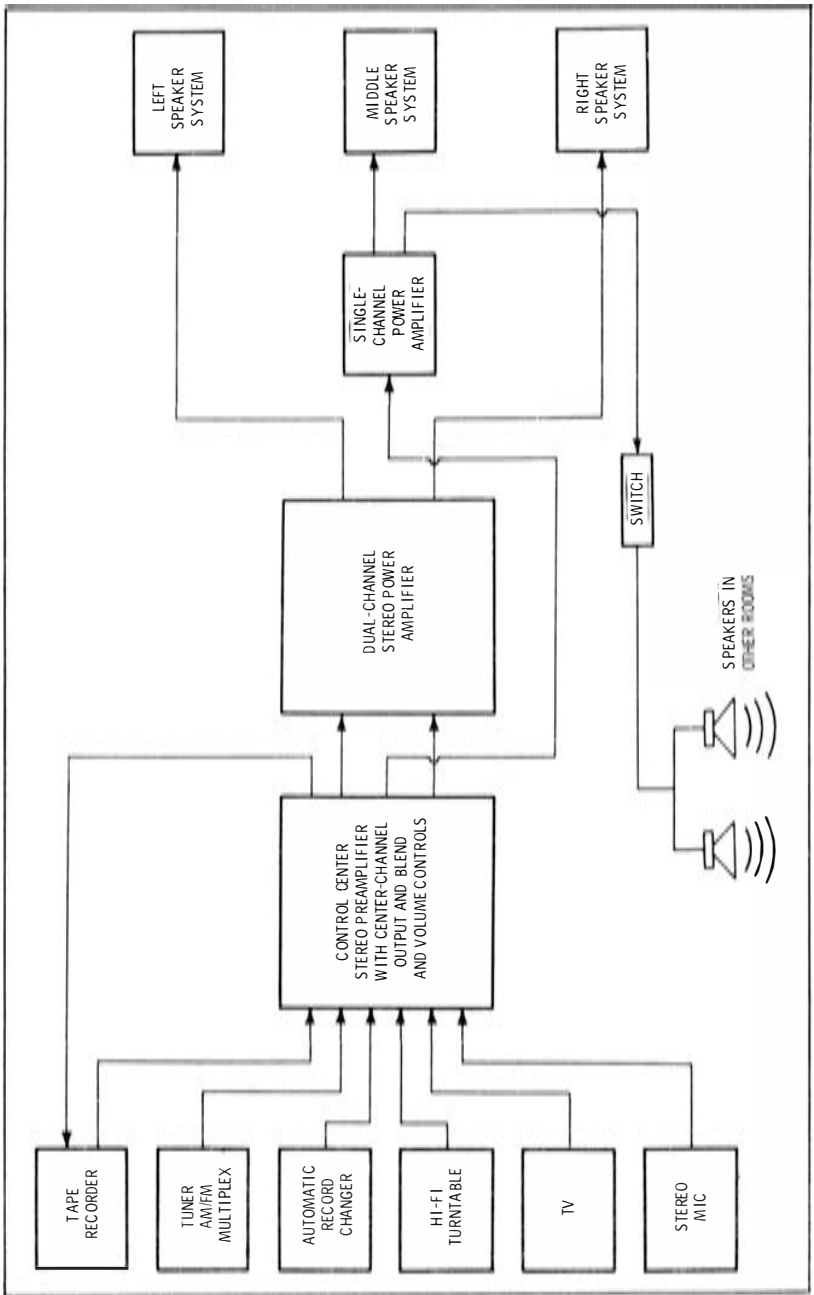 TAPE
RECORDER
TUNER
AM/FM
MULTIPLEX
AUTOMATIC
RECORD
CHANGER
HI-FI
TURNTABLE
TV
STEREO
MIC
CONTROL CENTER
STEREO PREAMPLIFIER
WITH CENTER-CHANNEL
OUTPUT AND BLEND
AND VOLUME CONTROLS
DUAL-CHANNEL
STEREO POWER
AMPLIFIER
SINGLE-
CHANNEL
POWER
AMPLIFIER
LEFT
SPEAKER
SYSTEM
MIDDLE
SPEAKER
SYSTEM
RIGHT
SPEAKER
SYSTEM
SWITCH
SPEAKERS IN
OTHER ROOMS